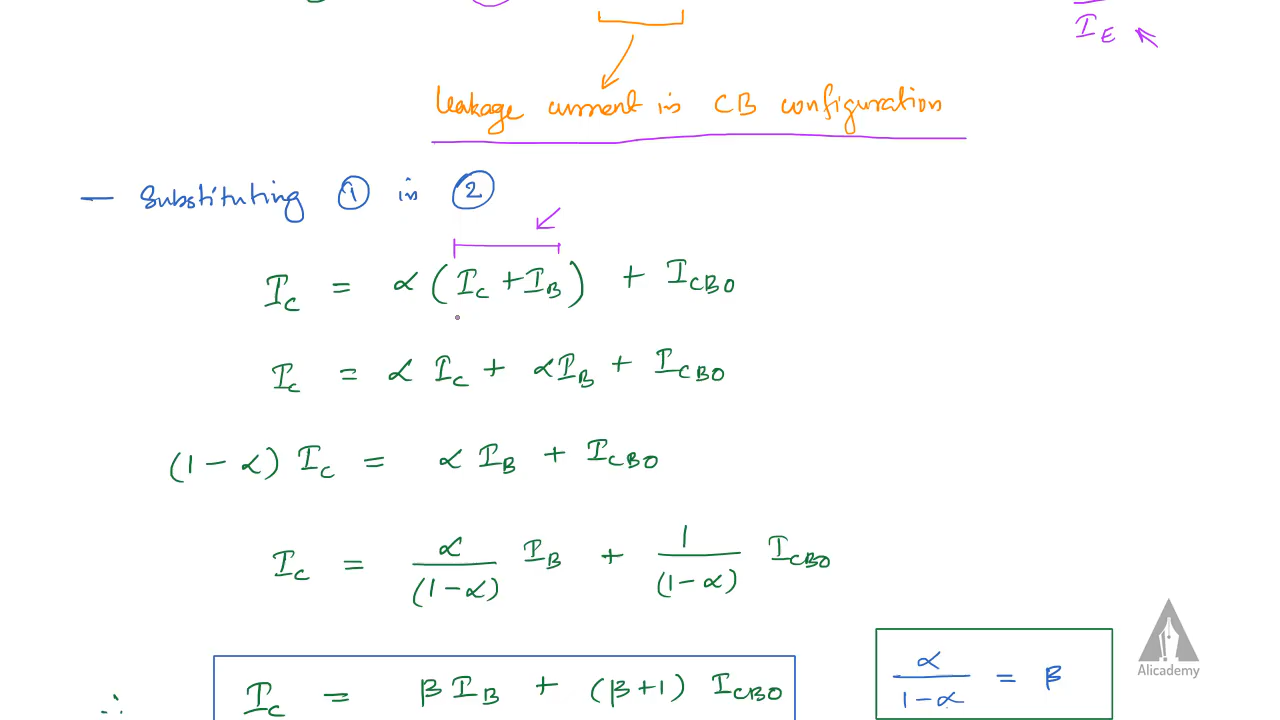 I_E
leakage current in CB configuration
— Substituting ① in ②
I_C = α (I_C + I_B) + I_CBO
I_C = α I_C + α I_B + I_CBO
(1 - α) I_C = α I_B + I_CBO
I_C = α/(1-α) I_B + 1/(1-α) I_CBO
∴ I_C = β I_B + (β+1) I_CBO
α/(1-α) = β
Alicademy